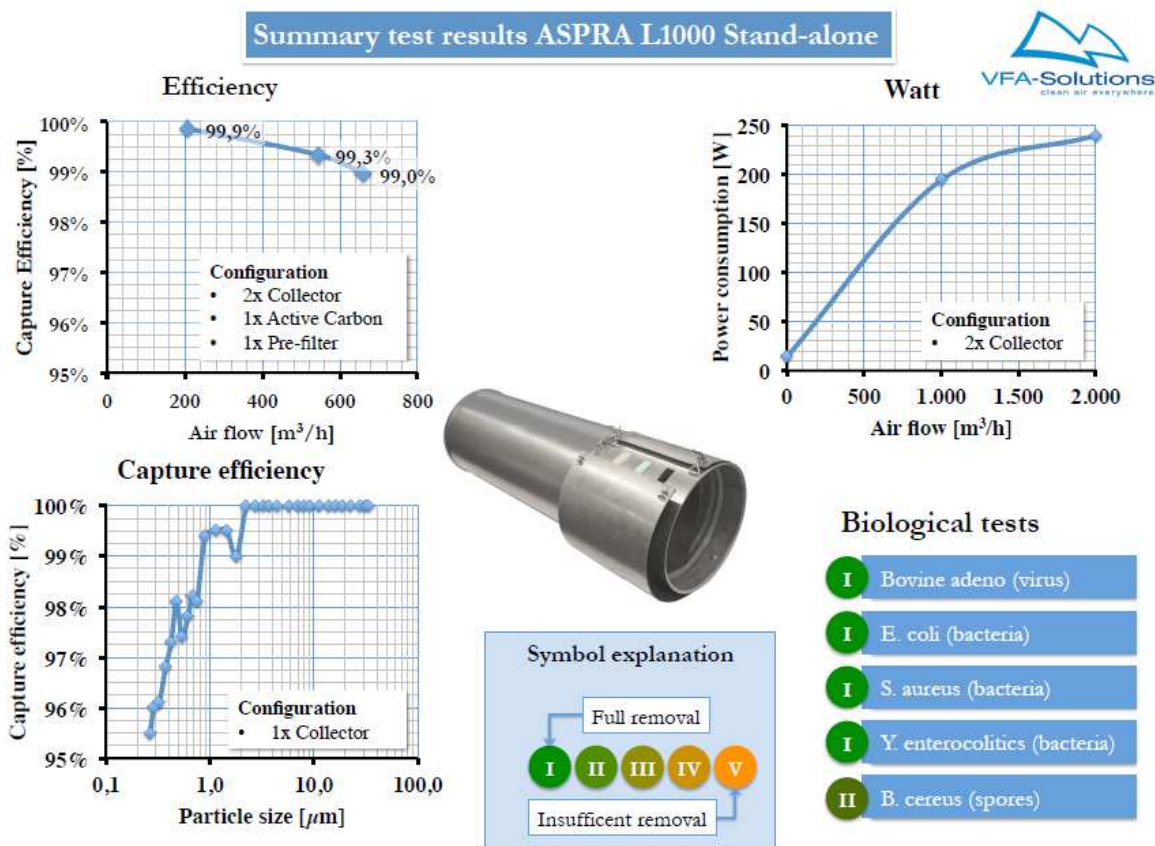 Summary test results ASPRA L1000 Stand-alone
VFA-Solutions
clean air everywhere
Efficiency
Capture Efficiency [%]
100%
99%
98%
97%
96%
95%
99,9%
99,3%
99,0%
Configuration
• 2x Collector
• 1x Active Carbon
• 1x Pre-filter
0 200 400 600 800
Air flow [m³/h]
Watt
Power consumption [W]
250
200
150
100
50
0
Configuration
• 2x Collector
0 500 1.000 1.500 2.000
Air flow [m³/h]
Capture efficiency
Capture efficiency [%]
100%
99%
98%
97%
96%
95%
Configuration
• 1x Collector
0,1 1,0 10,0 100,0
Particle size [µm]
Symbol explanation
Full removal
I II III IV V
Insufficent removal
Biological tests
I Bovine adeno (virus)
I E. coli (bacteria)
I S. aureus (bacteria)
I Y. enterocolitics (bacteria)
II B. cereus (spores)